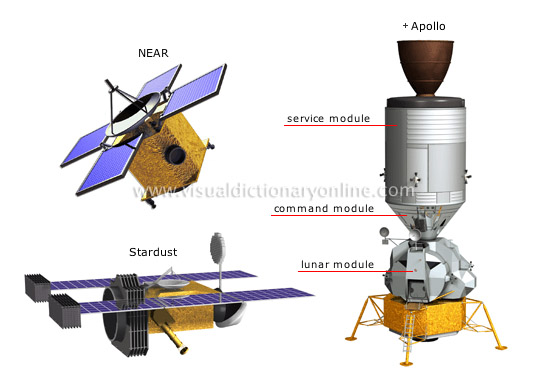 +Apollo
NEAR
service module
www.visualdictionaryonline.com
command module
Stardust
lunar module